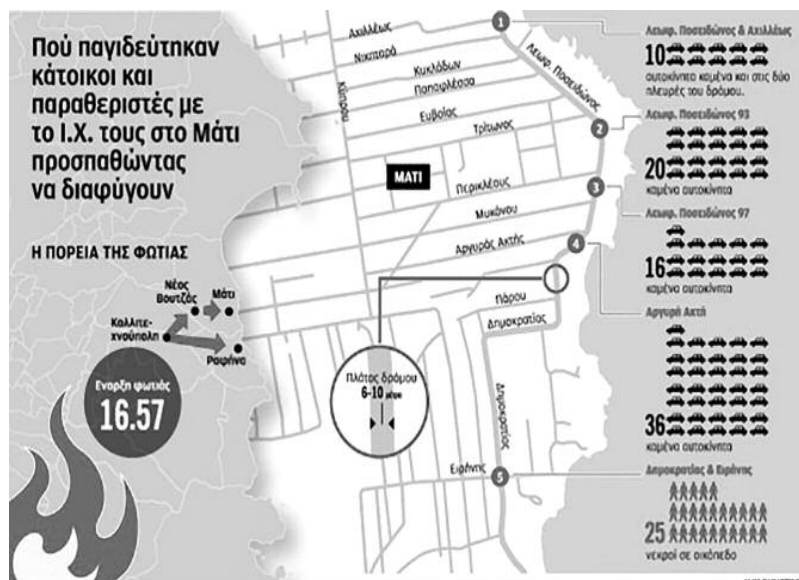 Πού παγιδεύτηκαν
κάτοικοι και
παραθεριστές με
το Ι.Χ. τους στο Μάτι
προσπαθώντας
να διαφύγουν
Η ΠΟΡΕΙΑ ΤΗΣ ΦΩΤΙΑΣ
Νέος
Βουτζάς
Μάτι
Καλλιτε-
χνούπολη
Ραφήνα
Εναρξη φωτιάς
16.57
Αχιλλέως
Νικηταρά
Κυκλάδων
Παπαφλέσσα
Ευβοίας
Τρίτωνος
Κύπρου
Λεωφ. Ποσειδώνος
ΜΑΤΙ
Περικλέους
Μυκόνου
Αργυράς Ακτής
Πάρου
Δημοκρατίας
Πλάτος δρόμου
6-10 μέτρα
Δημοκρατίας
Ειρήνης
1
2
3
4
5
Λεωφ. Ποσειδώνος & Αχιλλέως
10
αυτοκίνητα καμένα και στις δύο
πλευρές του δρόμου.
Λεωφ. Ποσειδώνος 93
20
καμένα αυτοκίνητα
Λεωφ. Ποσειδώνος 97
16
καμένα αυτοκίνητα
Αργυρή Ακτή
36
καμένα αυτοκίνητα
Δημοκρατίας & Ειρήνης
25
νεκροί σε οικόπεδο